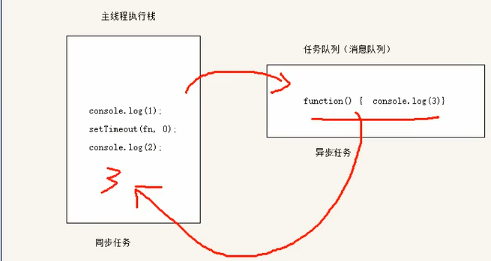 主线程执行栈
任务队列（消息队列）
console.log(1);
setTimeout(fn, 0);
console.log(2);
3
function() {  console.log(3)}
异步任务
同步任务